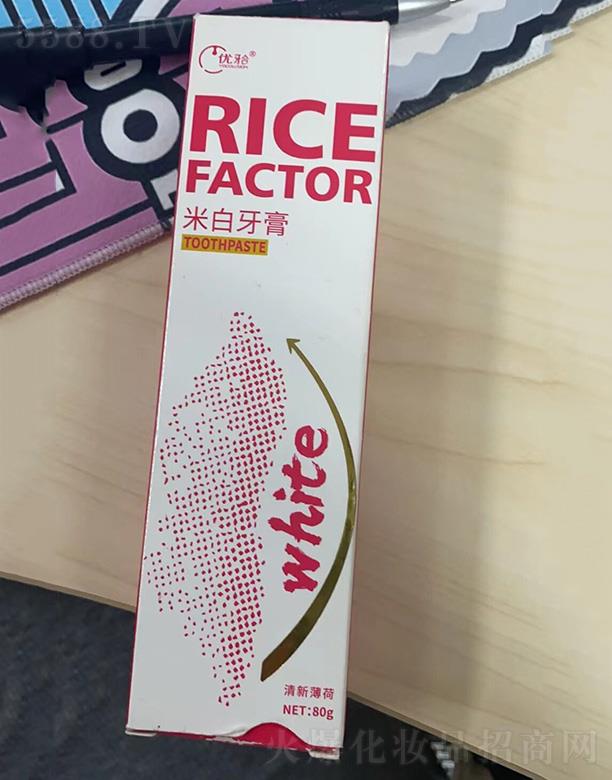 5588.TV
优
®
RICE
FACTOR
米白牙膏
TOOTHPASTE
white
清新薄荷
NET:80g
火爆化妆品招商网